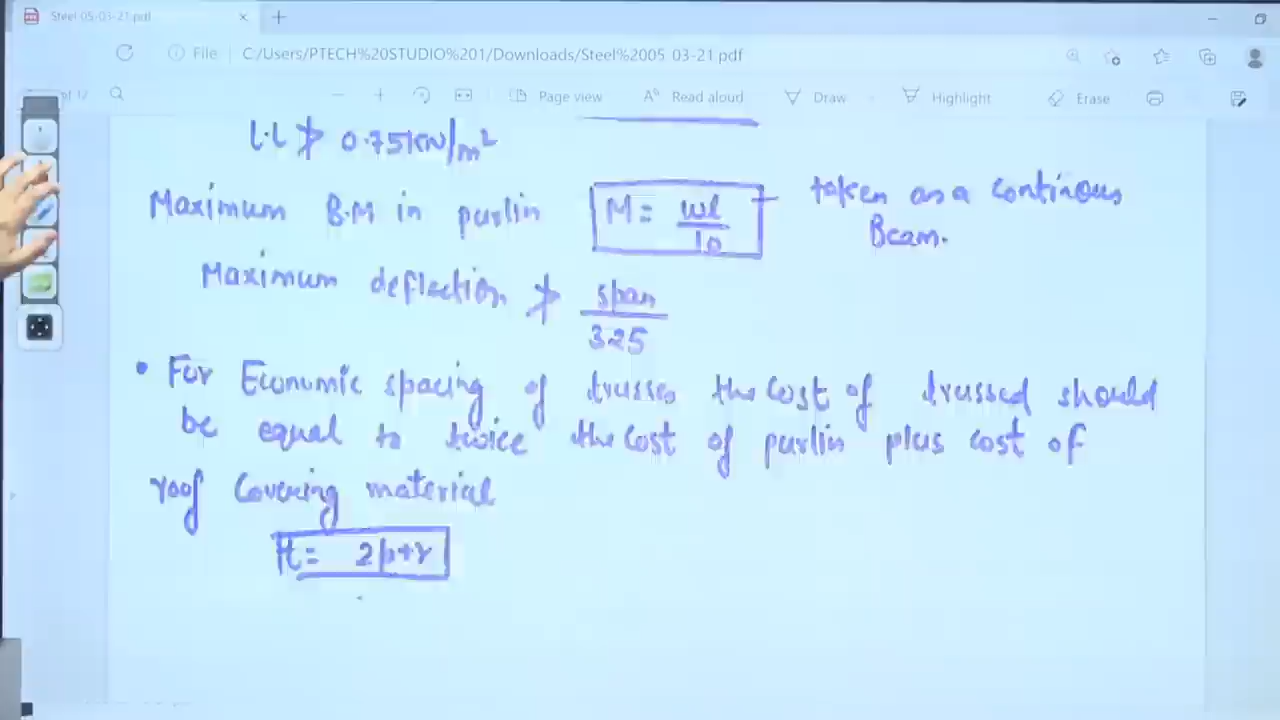 Steel 05-03-21.pdf
File C:/Users/PTECH%20STUDIO%201/Downloads/Steel%2005 03-21.pdf
of 17 Page view Read aloud Draw Highlight Erase
L.L ≯ 0.75KN/m²
Maximum B.M in purlin M = wl/10 taken as a continous
Beam.
Maximum deflection ≯ span/325
• For Economic spacing of trusses the cost of trussed should
be equal to twice the cost of purlin plus cost of
roof Covering material
t = 2p+r